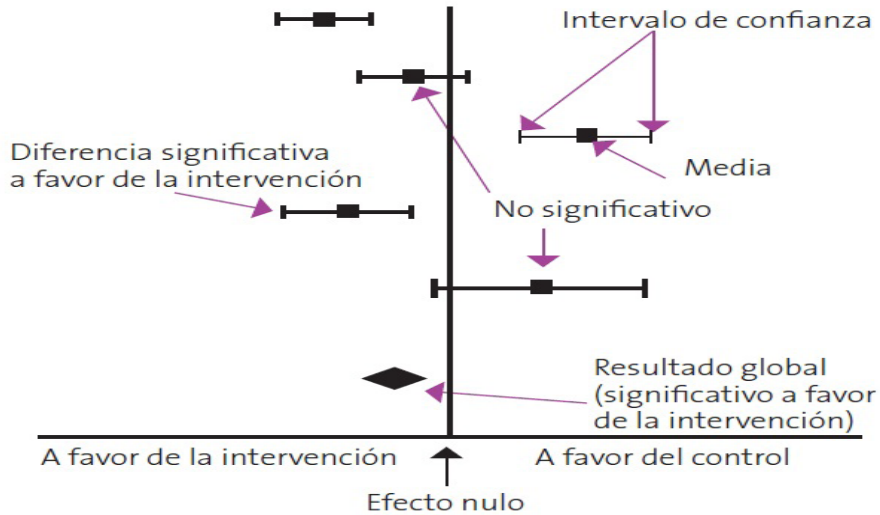 Intervalo de confianza
Diferencia significativa
a favor de la intervención
Media
No significativo
Resultado global
(significativo a favor
de la intervención)
A favor de la intervención
A favor del control
Efecto nulo